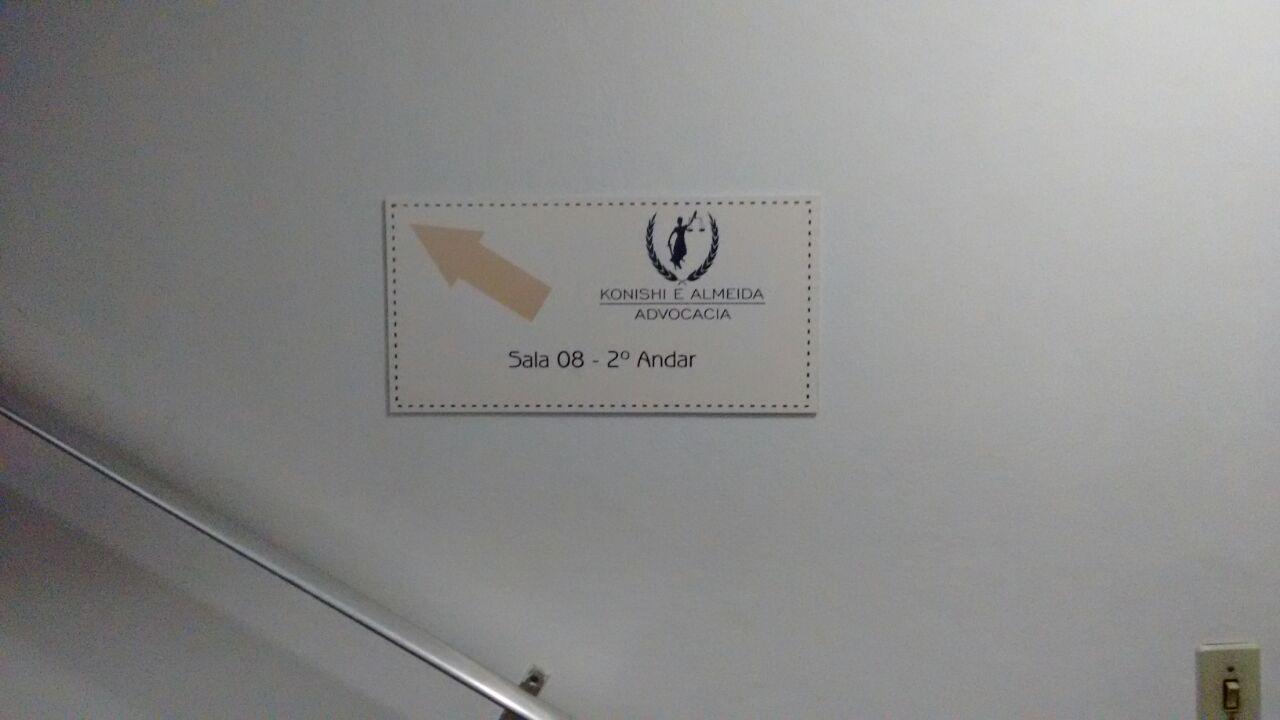 KONISHI E ALMEIDA
ADVOCACIA
Sala 08 - 2º Andar